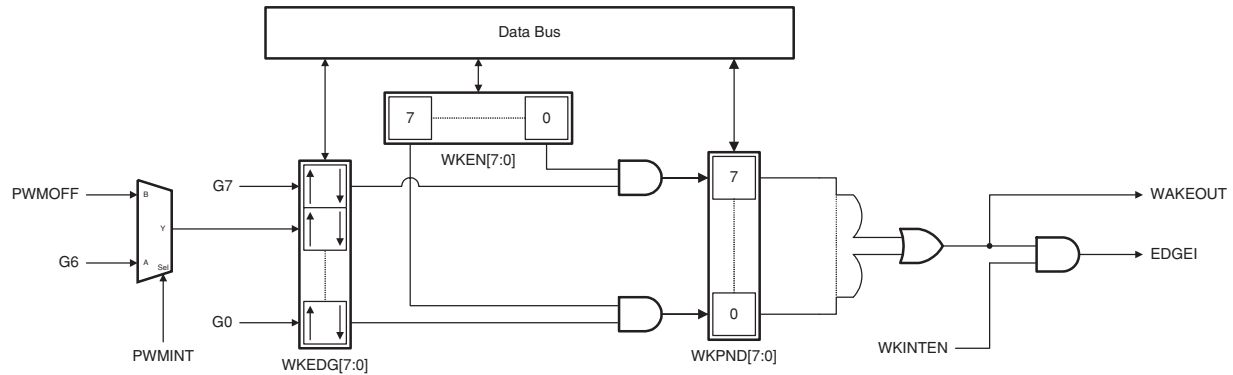 Data Bus
7
0
WKEN[7:0]
G7
7
PWMOFF
B
WAKEOUT
Y
G6
A
EDGEI
Sel
G0
0
WKINTEN
PWMINT
WKEDG[7:0]
WKPND[7:0]